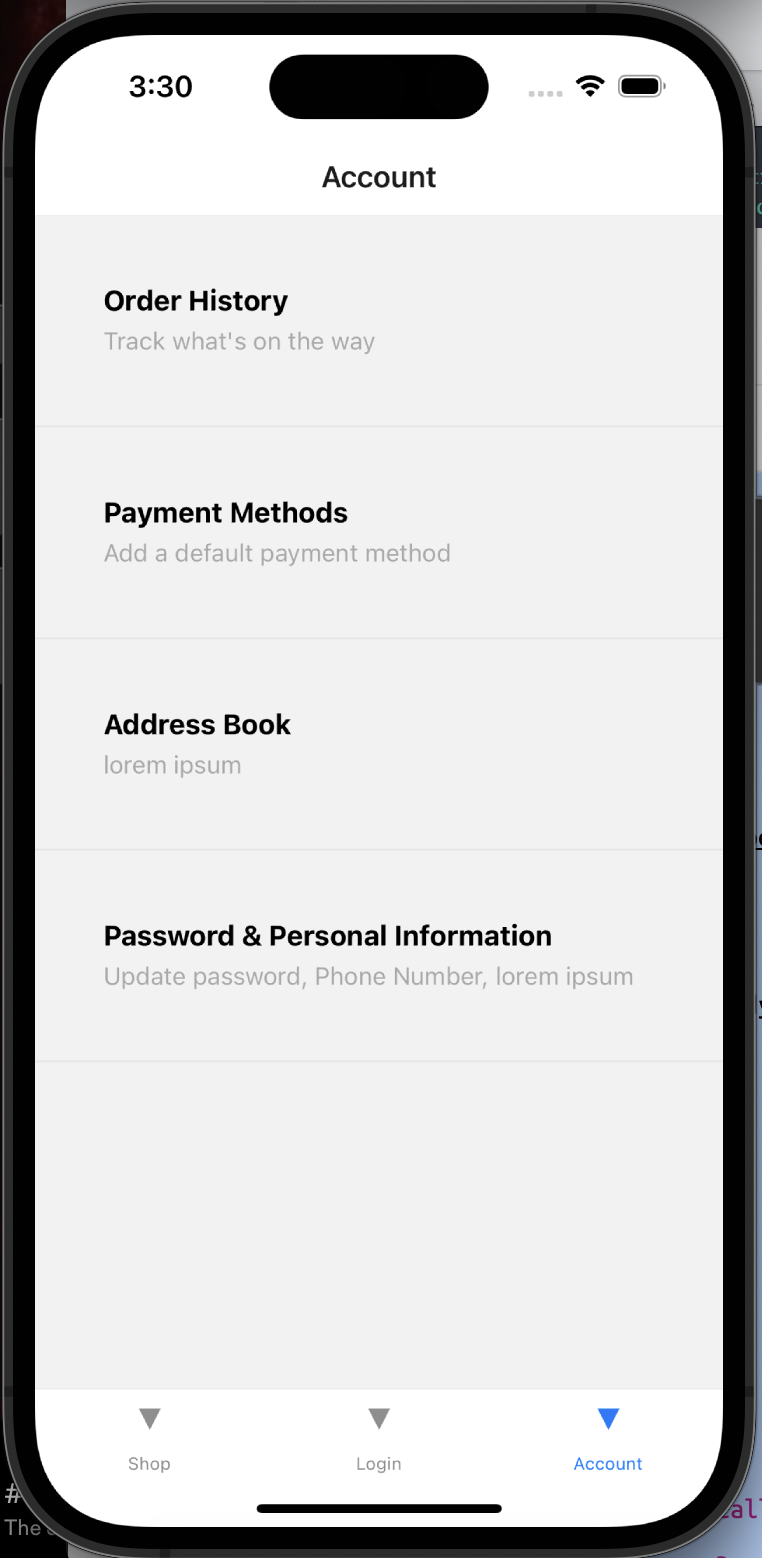 3:30
Account
Order History
Track what's on the way
Payment Methods
Add a default payment method
Address Book
lorem ipsum
Password & Personal Information
Update password, Phone Number, lorem ipsum
Shop
Login
Account
#
The